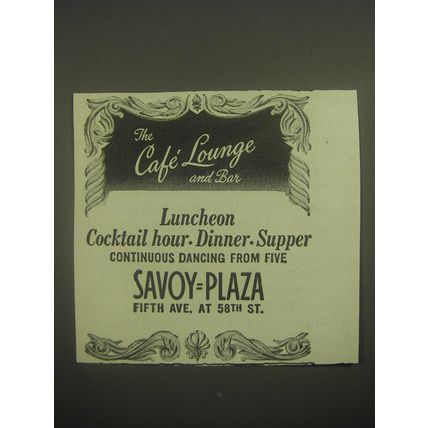 The
Café Lounge
and Bar
Luncheon
Cocktail hour·Dinner·Supper
CONTINUOUS DANCING FROM FIVE
SAVOY=PLAZA
FIFTH AVE. AT 58TH ST.